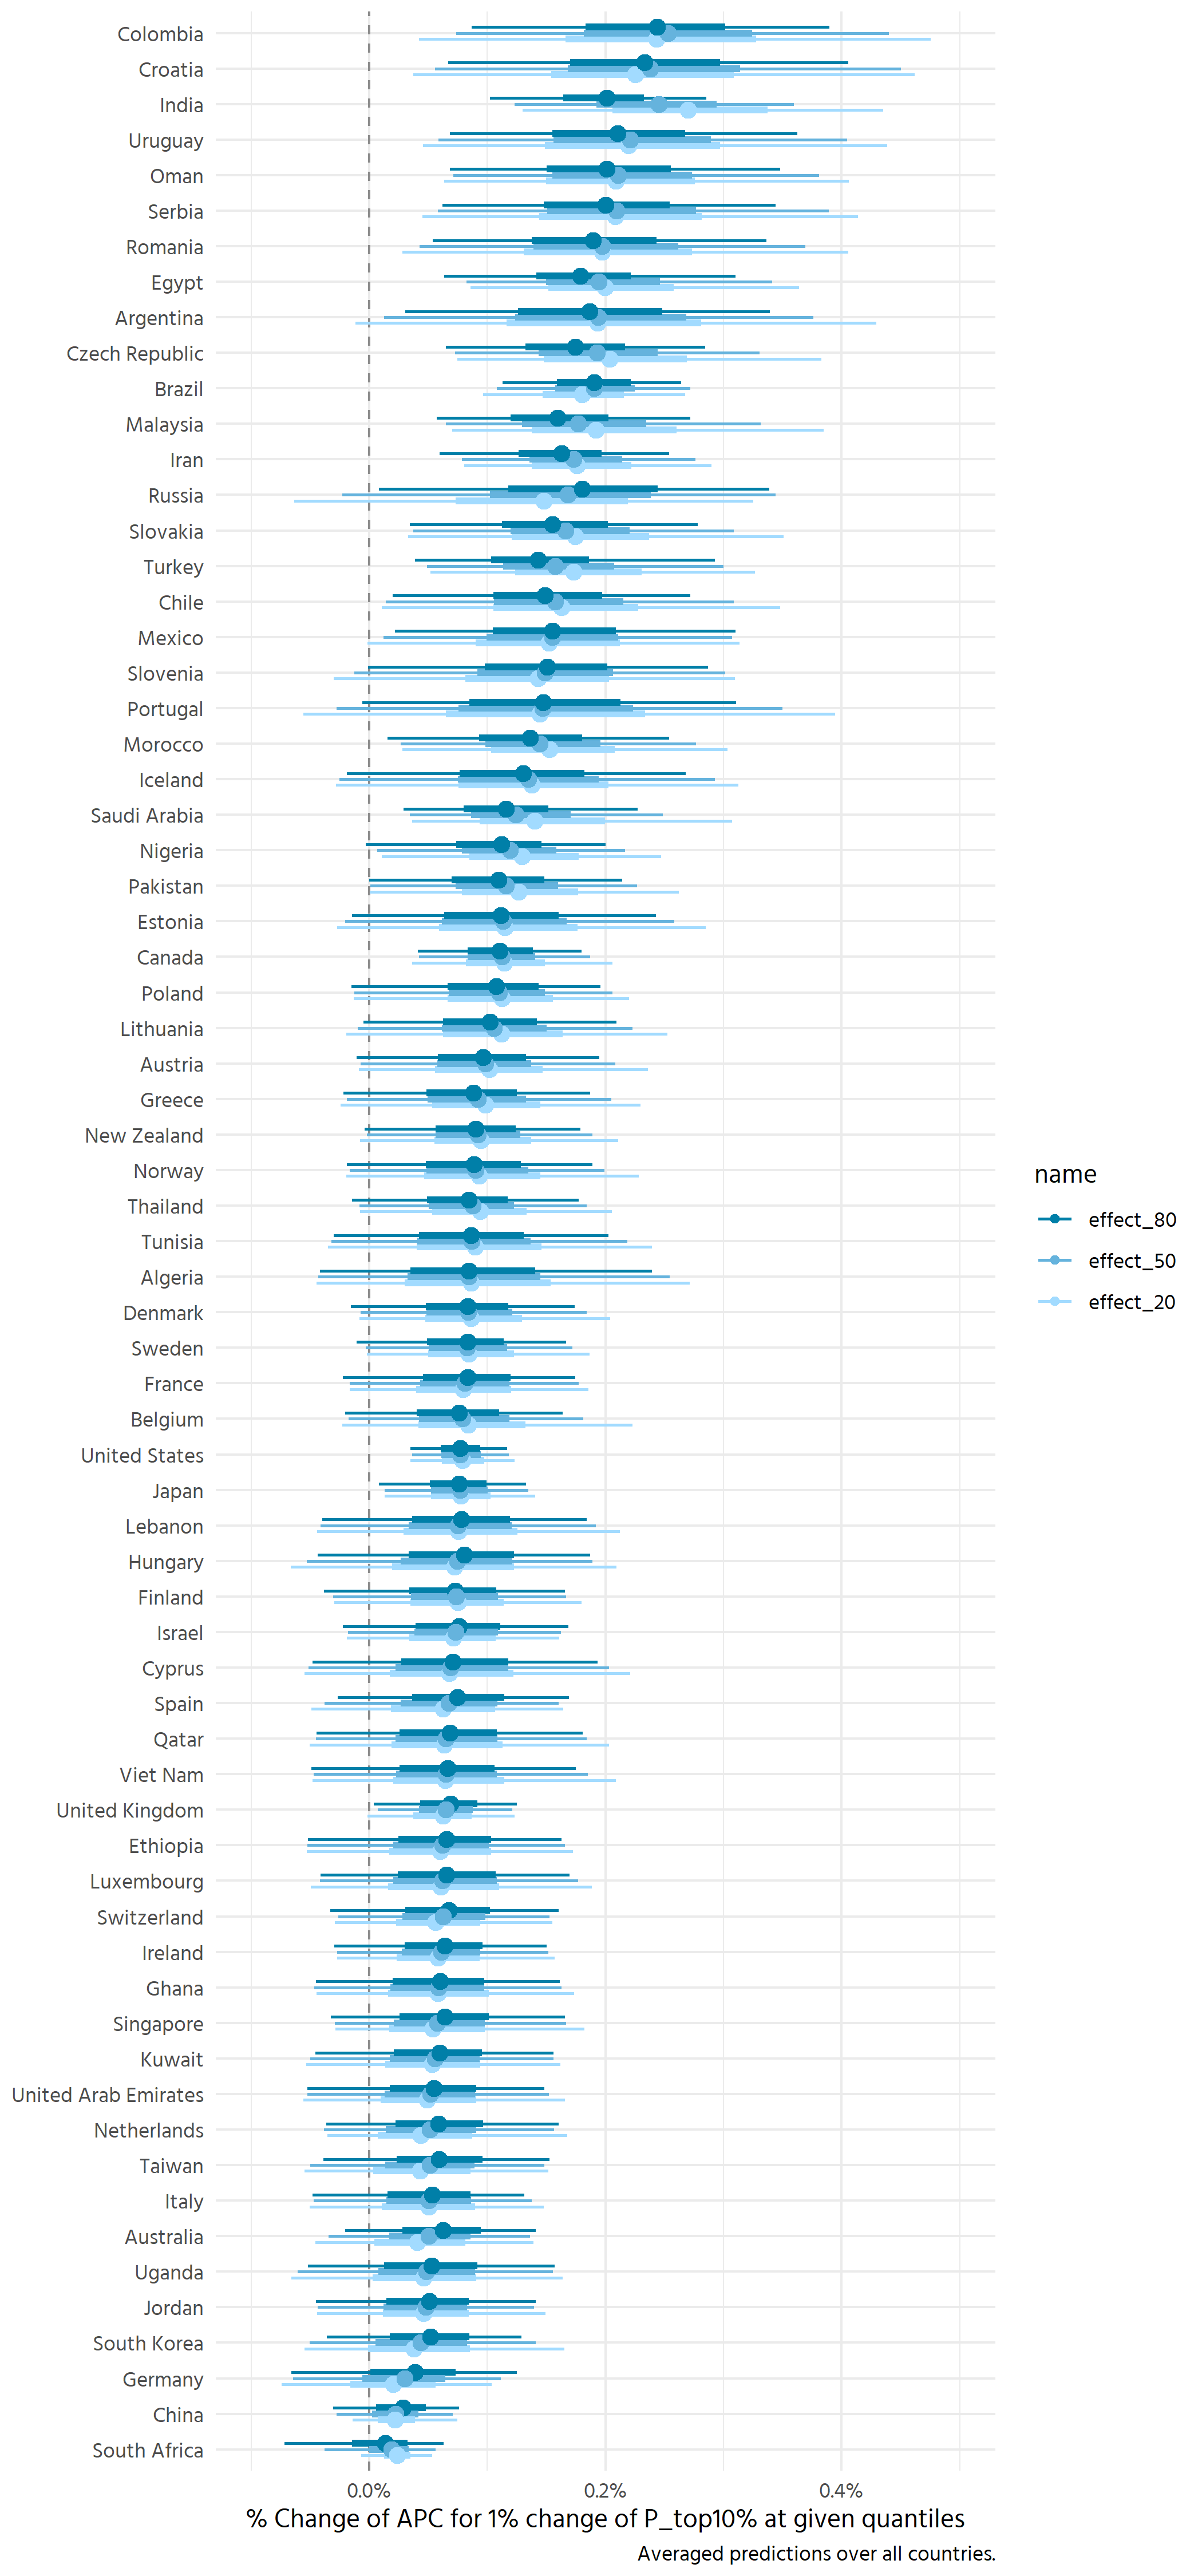 Colombia
Croatia
India
Uruguay
Oman
Serbia
Romania
Egypt
Argentina
Czech Republic
Brazil
Malaysia
Iran
Russia
Slovakia
Turkey
Chile
Mexico
Slovenia
Portugal
Morocco
Iceland
Saudi Arabia
Nigeria
Pakistan
Estonia
Canada
Poland
Lithuania
Austria
Greece
New Zealand
Norway
Thailand
Tunisia
Algeria
Denmark
Sweden
France
Belgium
United States
Japan
Lebanon
Hungary
Finland
Israel
Cyprus
Spain
Qatar
Viet Nam
United Kingdom
Ethiopia
Luxembourg
Switzerland
Ireland
Ghana
Singapore
Kuwait
United Arab Emirates
Netherlands
Taiwan
Italy
Australia
Uganda
Jordan
South Korea
Germany
China
South Africa
0.0% 0.2% 0.4%
% Change of APC for 1% change of P_top10% at given quantiles
Averaged predictions over all countries.
name
effect_80
effect_50
effect_20